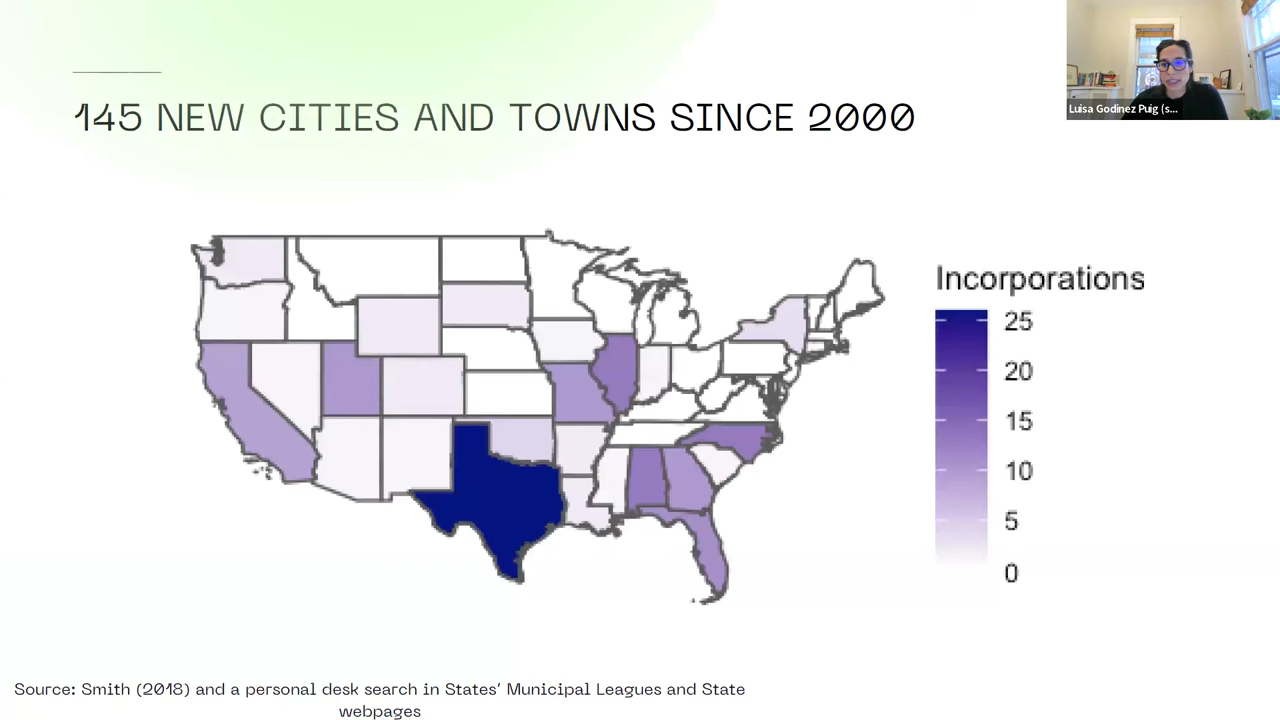 145 NEW CITIES AND TOWNS SINCE 2000
Luisa Godinez Puig (s...
Incorporations
25
20
15
10
5
0
Source: Smith (2018) and a personal desk search in States' Municipal Leagues and State
webpages